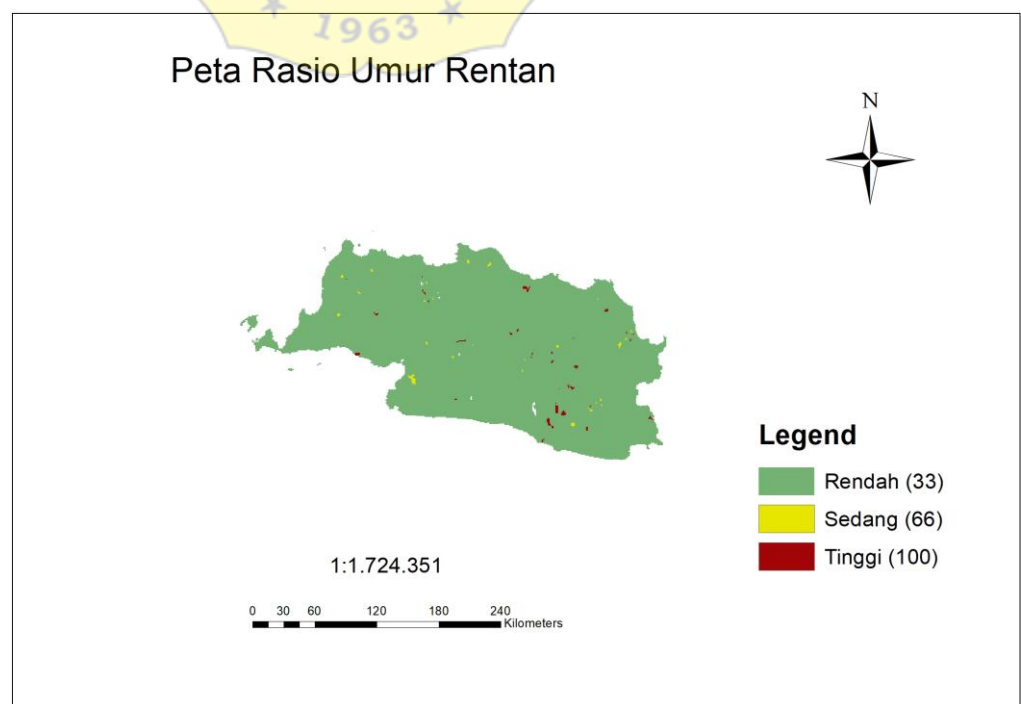 1963
Peta Rasio Umur Rentan
N
Legend
Rendah (33)
Sedang (66)
Tinggi (100)
1:1.724.351
0 30 60 120 180 240
Kilometers